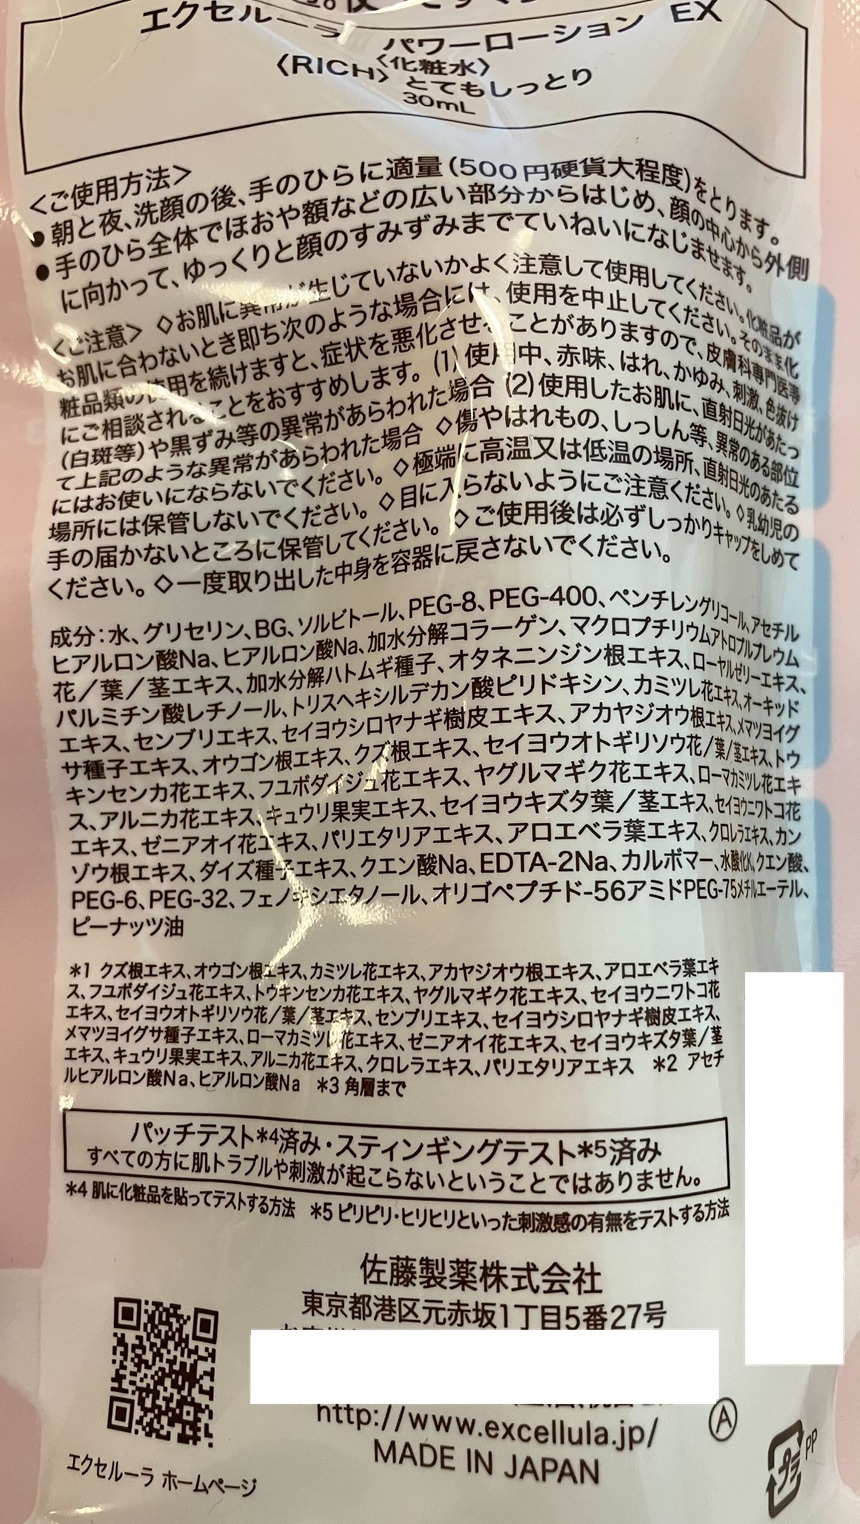 エクセルーラ パワーローション EX
〈化粧水〉
〈RICH〉とてもしっとり
30mL
＜ご使用方法＞
●朝と夜、洗顔の後、手のひらに適量(500円硬貨大程度)をとります。
●手のひら全体でほおや額などの広い部分からはじめ、顔の中心から外側
に向かって、ゆっくりと顔のすみずみまでていねいになじませます。
＜ご注意＞ ◇お肌に異常が生じていないかよく注意して使用してください。化粧品が
お肌に合わないとき即ち次のような場合には、使用を中止してください。そのまま化
粧品類の使用を続けますと、症状を悪化させることがありますので、皮膚科専門医等
にご相談されることをおすすめします。(1)使用中、赤味、はれ、かゆみ、刺激、色抜け
(白斑等)や黒ずみ等の異常があらわれた場合 (2)使用したお肌に、直射日光があたっ
て上記のような異常があらわれた場合 ◇傷やはれもの、しっしん等、異常のある部位
にはお使いにならないでください。◇極端に高温又は低温の場所、直射日光のあたる
場所には保管しないでください。◇目に入らないようにご注意ください。◇乳幼児の
手の届かないところに保管してください。◇ご使用後は必ずしっかりキャップをしめて
ください。◇一度取り出した中身を容器に戻さないでください。
成分：水、グリセリン、BG、ソルビトール、PEG-8、PEG-400、ペンチレングリコール、アセチル
ヒアルロン酸Na、ヒアルロン酸Na、加水分解コラーゲン、マクロプチリウムアトロプルプレウム
花／葉／茎エキス、加水分解ハトムギ種子、オタネニンジン根エキス、ローヤルゼリーエキス、
パルミチン酸レチノール、トリスヘキシルデカン酸ピリドキシン、カミツレ花エキス、オーキッド
エキス、センブリエキス、セイヨウシロヤナギ樹皮エキス、アカヤジオウ根エキス、メマツヨイグ
サ種子エキス、オウゴン根エキス、クズ根エキス、セイヨウオトギリソウ花／葉／茎エキス、トウ
キンセンカ花エキス、フユボダイジュ花エキス、ヤグルマギク花エキス、ローマカミツレ花エキ
ス、アルニカ花エキス、キュウリ果実エキス、セイヨウキズタ葉／茎エキス、セイヨウニワトコ花
エキス、ゼニアオイ花エキス、パリエタリアエキス、アロエベラ葉エキス、クロレラエキス、カン
ゾウ根エキス、ダイズ種子エキス、クエン酸Na、EDTA-2Na、カルボマー、水酸化K、クエン酸、
PEG-6、PEG-32、フェノキシエタノール、オリゴペプチド-56アミドPEG-75メチルエーテル、
ピーナッツ油
＊1 クズ根エキス、オウゴン根エキス、カミツレ花エキス、アカヤジオウ根エキス、アロエベラ葉エキ
ス、フユボダイジュ花エキス、トウキンセンカ花エキス、ヤグルマギク花エキス、セイヨウニワトコ花
エキス、セイヨウオトギリソウ花／葉／茎エキス、センブリエキス、セイヨウシロヤナギ樹皮エキス、
メマツヨイグサ種子エキス、ローマカミツレ花エキス、ゼニアオイ花エキス、セイヨウキズタ葉／茎
エキス、キュウリ果実エキス、アルニカ花エキス、クロレラエキス、パリエタリアエキス ＊2 アセチ
ルヒアルロン酸Na、ヒアルロン酸Na ＊3 角層まで
パッチテスト＊4済み・スティンギングテスト＊5済み
すべての方に肌トラブルや刺激が起こらないということではありません。
＊4 肌に化粧品を貼ってテストする方法 ＊5 ピリピリ・ヒリヒリといった刺激感の有無をテストする方法
佐藤製薬株式会社
東京都港区元赤坂1丁目5番27号
http://www.excellula.jp/
MADE IN JAPAN
Ⓐ
エクセルーラ ホームページ
プラ
PP